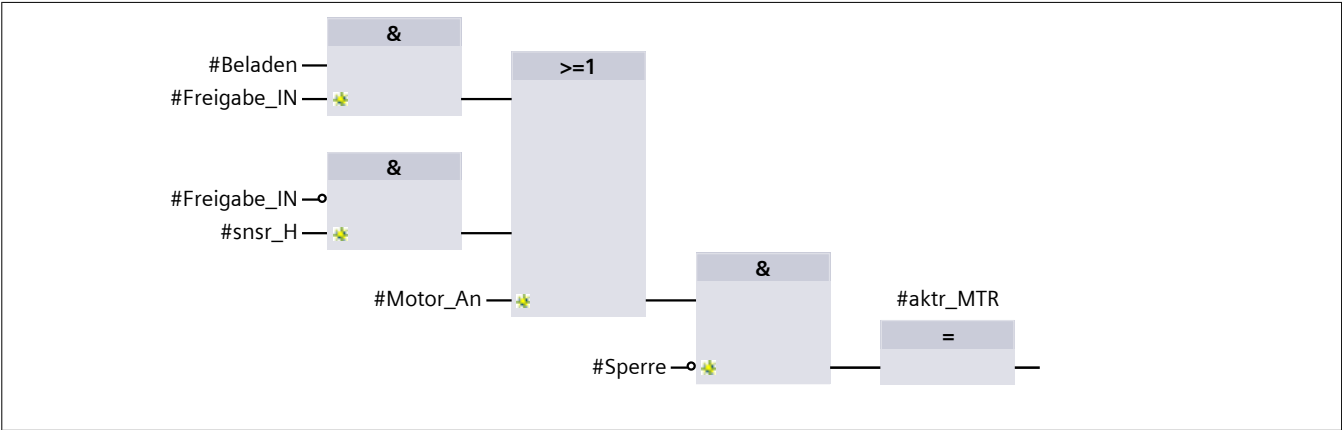 &
#Beladen
>=1
#Freigabe_IN
&
#Freigabe_IN
#snsr_H
&
#Motor_An
#aktr_MTR
=
#Sperre